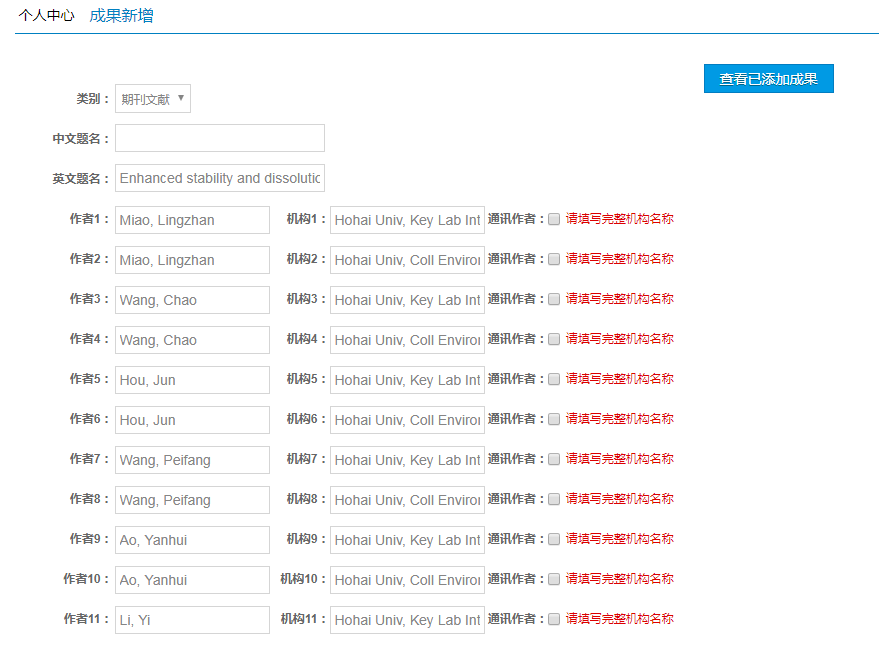 个人中心 成果新增
查看已添加成果
类别： 期刊文献
中文题名：
英文题名： Enhanced stability and dissolutic
作者1： Miao, Lingzhan 机构1： Hohai Univ, Key Lab Int 通讯作者： 请填写完整机构名称
作者2： Miao, Lingzhan 机构2： Hohai Univ, Coll Enviror 通讯作者： 请填写完整机构名称
作者3： Wang, Chao 机构3： Hohai Univ, Key Lab Int 通讯作者： 请填写完整机构名称
作者4： Wang, Chao 机构4： Hohai Univ, Coll Enviror 通讯作者： 请填写完整机构名称
作者5： Hou, Jun 机构5： Hohai Univ, Key Lab Int 通讯作者： 请填写完整机构名称
作者6： Hou, Jun 机构6： Hohai Univ, Coll Enviror 通讯作者： 请填写完整机构名称
作者7： Wang, Peifang 机构7： Hohai Univ, Key Lab Int 通讯作者： 请填写完整机构名称
作者8： Wang, Peifang 机构8： Hohai Univ, Coll Enviror 通讯作者： 请填写完整机构名称
作者9： Ao, Yanhui 机构9： Hohai Univ, Key Lab Int 通讯作者： 请填写完整机构名称
作者10： Ao, Yanhui 机构10： Hohai Univ, Coll Enviror 通讯作者： 请填写完整机构名称
作者11： Li, Yi 机构11： Hohai Univ, Key Lab Int 通讯作者： 请填写完整机构名称